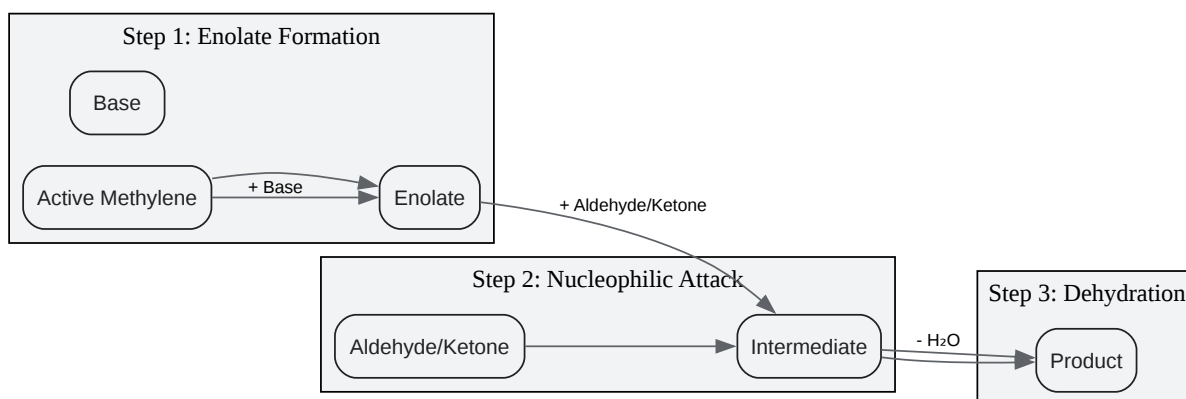 Step 1: Enolate Formation
Base
Active Methylene
+ Base
Enolate
+ Aldehyde/Ketone
Step 2: Nucleophilic Attack
Aldehyde/Ketone
Intermediate
- H₂O
Step 3: Dehydration
Product